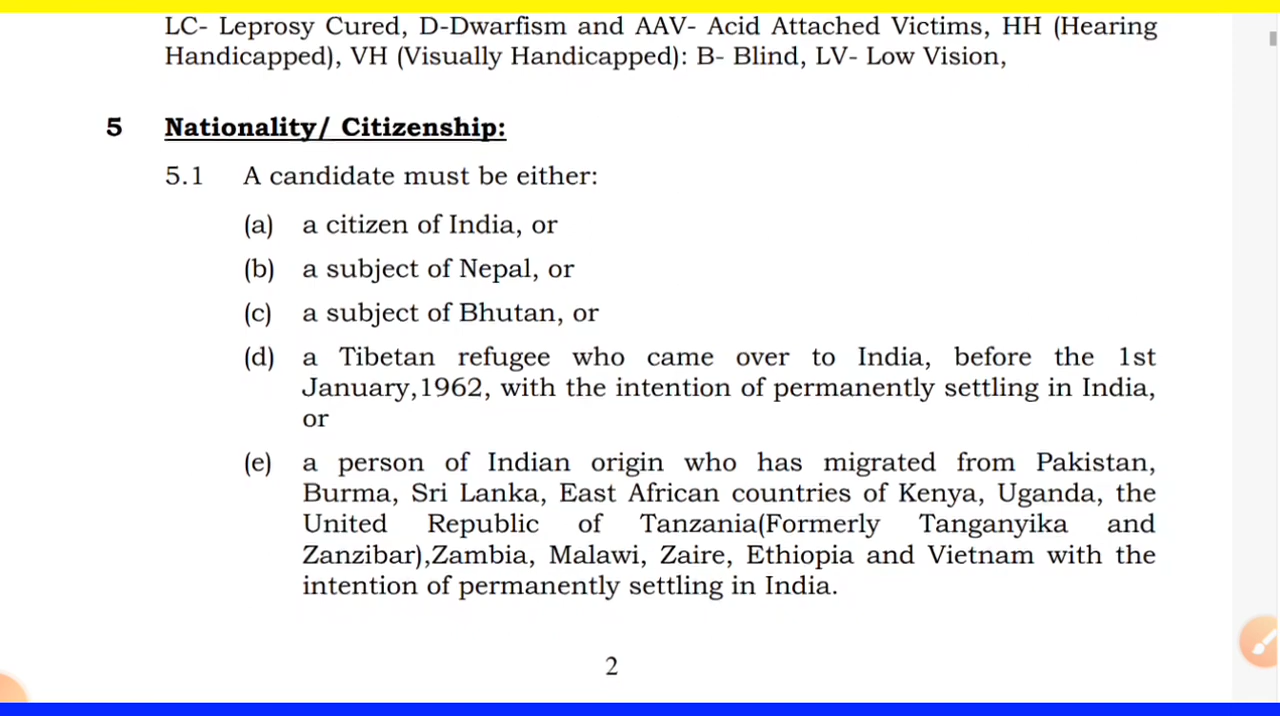 LC- Leprosy Cured, D-Dwarfism and AAV- Acid Attached Victims, HH (Hearing
Handicapped), VH (Visually Handicapped): B- Blind, LV- Low Vision,
5 Nationality/ Citizenship:
5.1 A candidate must be either:
(a) a citizen of India, or
(b) a subject of Nepal, or
(c) a subject of Bhutan, or
(d) a Tibetan refugee who came over to India, before the 1st
January,1962, with the intention of permanently settling in India,
or
(e) a person of Indian origin who has migrated from Pakistan,
Burma, Sri Lanka, East African countries of Kenya, Uganda, the
United Republic of Tanzania(Formerly Tanganyika and
Zanzibar),Zambia, Malawi, Zaire, Ethiopia and Vietnam with the
intention of permanently settling in India.
2